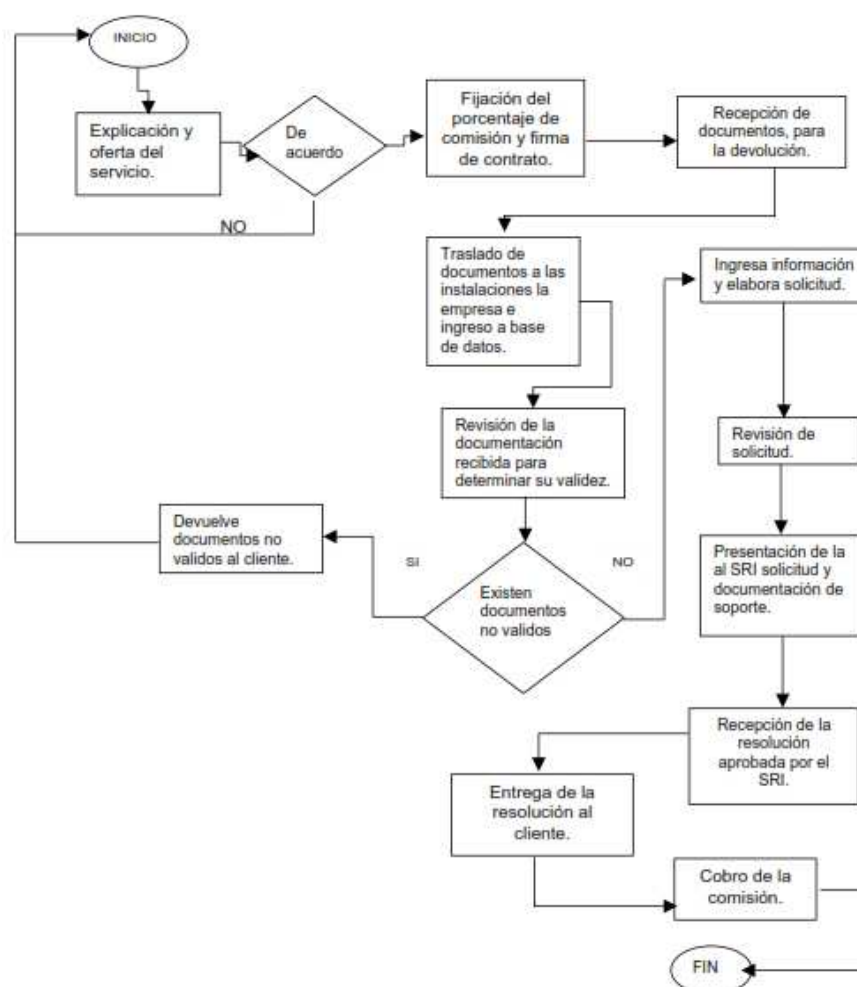 INICIO
Explicación y
oferta del
servicio.
De
acuerdo
NO
Fijación del
porcentaje de
comisión y firma
de contrato.
Recepción de
documentos, para
la devolución.
Traslado de
documentos a las
instalaciones la
empresa e
ingreso a base
de datos.
Revisión de la
documentación
recibida para
determinar su validez.
Existen
documentos
no validos
SI
NO
Devuelve
documentos no
validos al cliente.
Ingresa información
y elabora solicitud.
Revisión de
solicitud.
Presentación de la
al SRI solicitud y
documentación de
soporte.
Recepción de la
resolución
aprobada por el
SRI.
Entrega de la
resolución al
cliente.
Cobro de la
comisión.
FIN